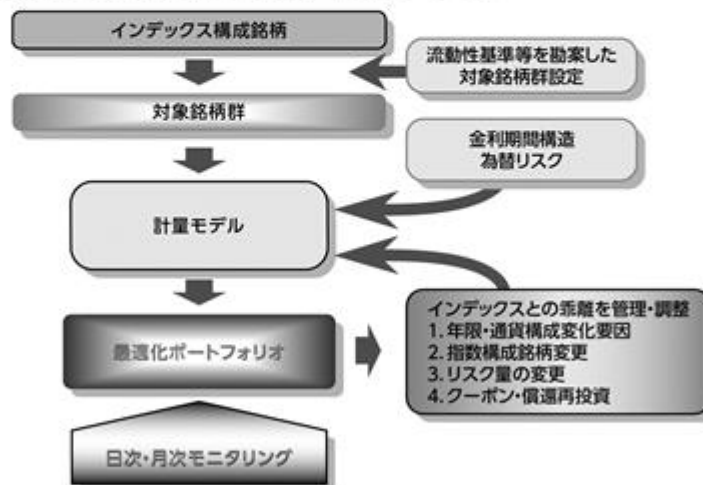 インデックス構成銘柄
流動性基準等を勘案した
対象銘柄群設定
対象銘柄群
金利期間構造
為替リスク
計量モデル
インデックスとの乖離を管理・調整
1. 年限・通貨構成変化要因
2. 指数構成銘柄変更
3. リスク量の変更
4. クーポン・償還再投資
最適化ポートフォリオ
日次・月次モニタリング